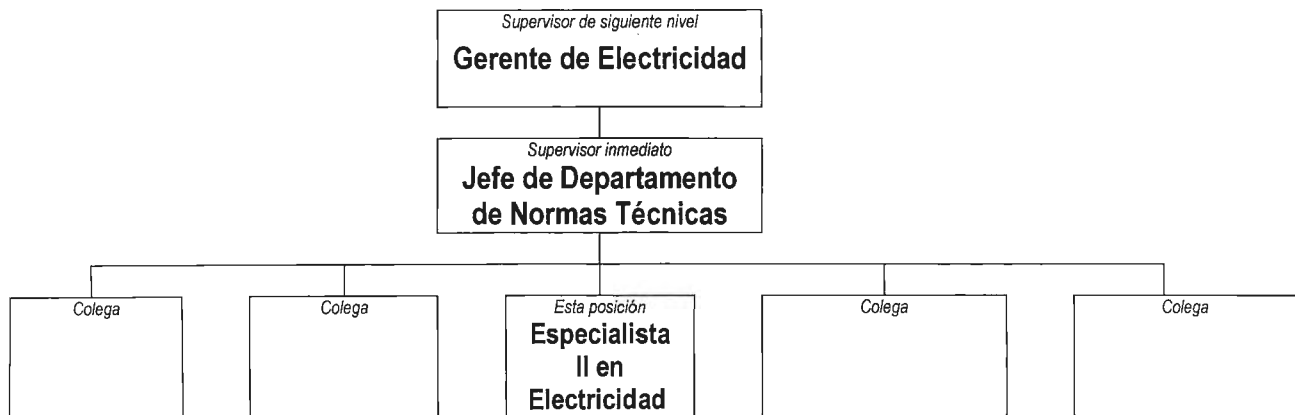 Supervisor de siguiente nivel
Gerente de Electricidad
Supervisor inmediato
Jefe de Departamento
de Normas Técnicas
Colega
Colega
Esta posición
Especialista
II en
Electricidad
Colega
Colega